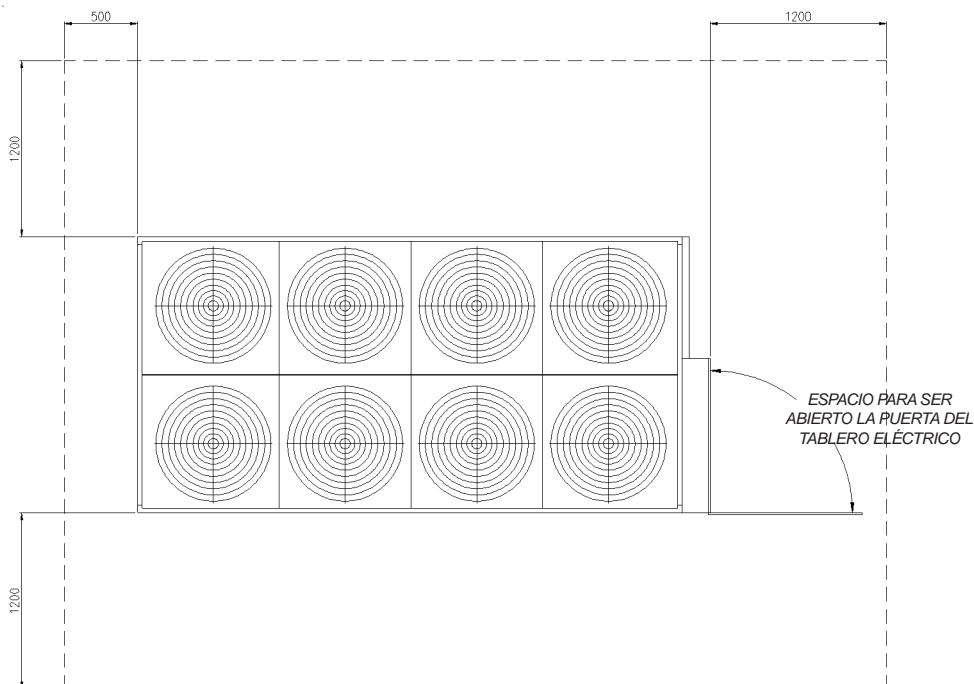 500
1200
1200
ESPACIO PARA SER
ABIERTO LA PUERTA DEL
TABLERO ELÉCTRICO
1200